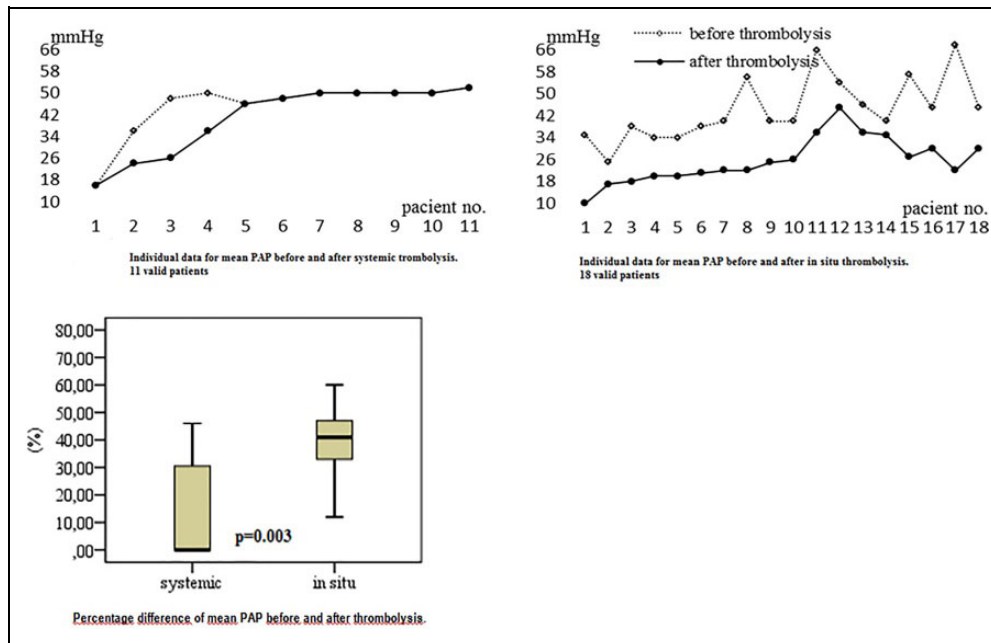 mmHg
66
58
50
42
34
26
18
10
pacient no.
1 2 3 4 5 6 7 8 9 10 11
Individual data for mean PAP before and after systemic trombolysis.
11 valid patients
mmHg
66
58
50
42
34
26
18
10
before thrombolysis
after thrombolysis
pacient no.
1 2 3 4 5 6 7 8 9 10 11 12 13 14 15 16 17 18
Individual data for mean PAP before and after in situ thrombolysis.
18 valid patients
80,00
70,00
60,00
50,00
40,00
30,00
20,00
10,00
,00
(%)
p=0.003
systemic in situ
Percentage difference of mean PAP before and after thrombolysis.